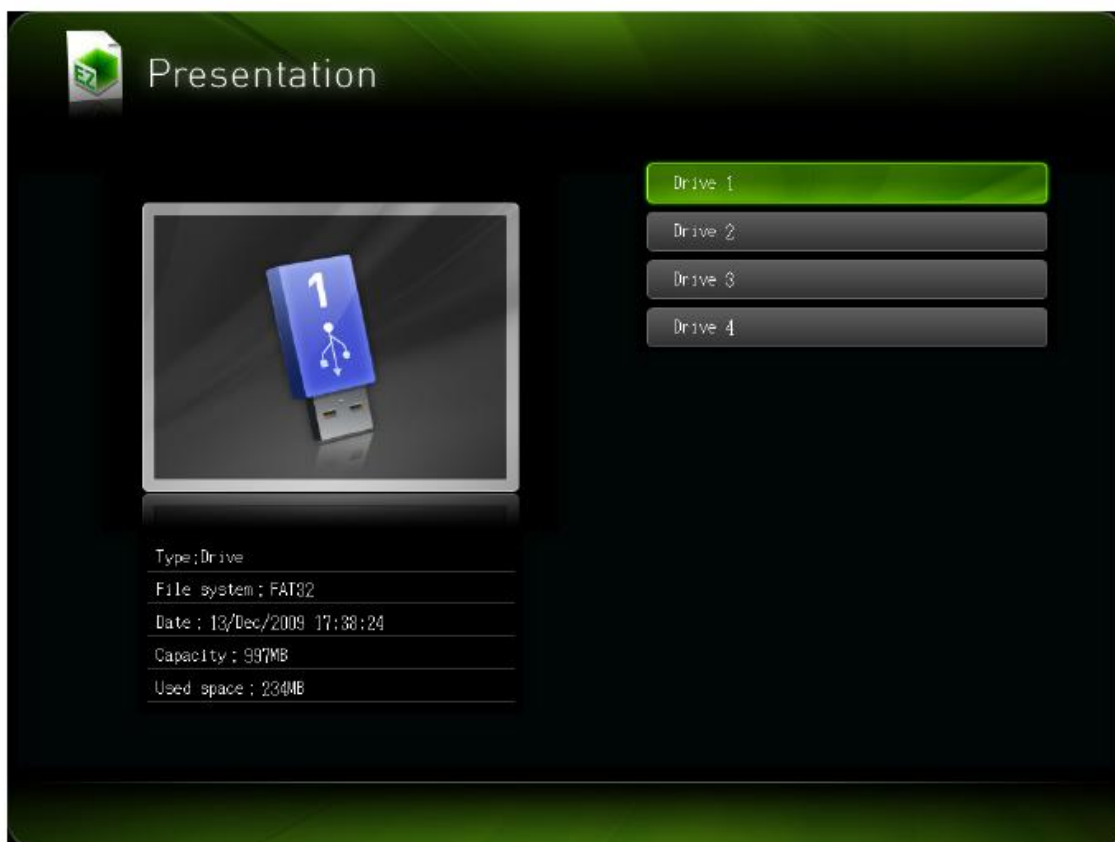 EZ
Presentation
Drive 1
Drive 2
Drive 3
Drive 4
1
Type:Drive
File system : FAT32
Date : 13/Dec/2009 17:38:24
Capacity : 997MB
Used space : 234MB